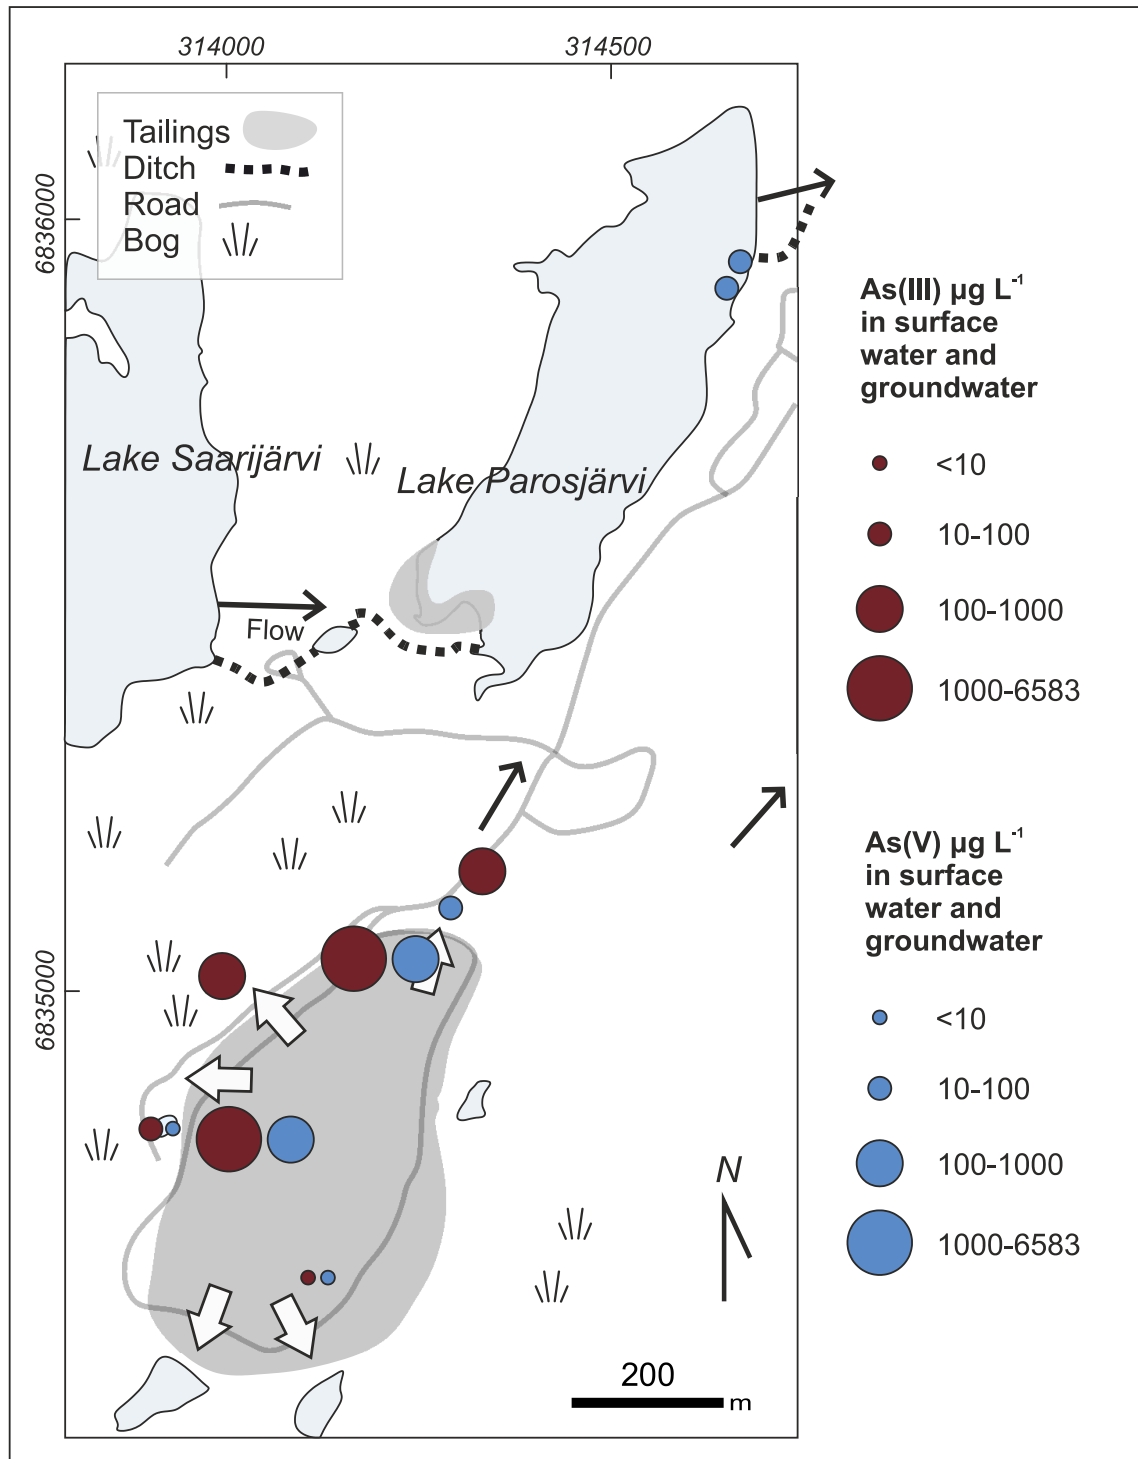 314000
314500
Tailings
Ditch
Road
Bog
6836000
Lake Saarijärvi
Lake Parosjärvi
Flow
6835000
N
200
m
As(III) µg L⁻¹
in surface
water and
groundwater
<10
10-100
100-1000
1000-6583
As(V) µg L⁻¹
in surface
water and
groundwater
<10
10-100
100-1000
1000-6583